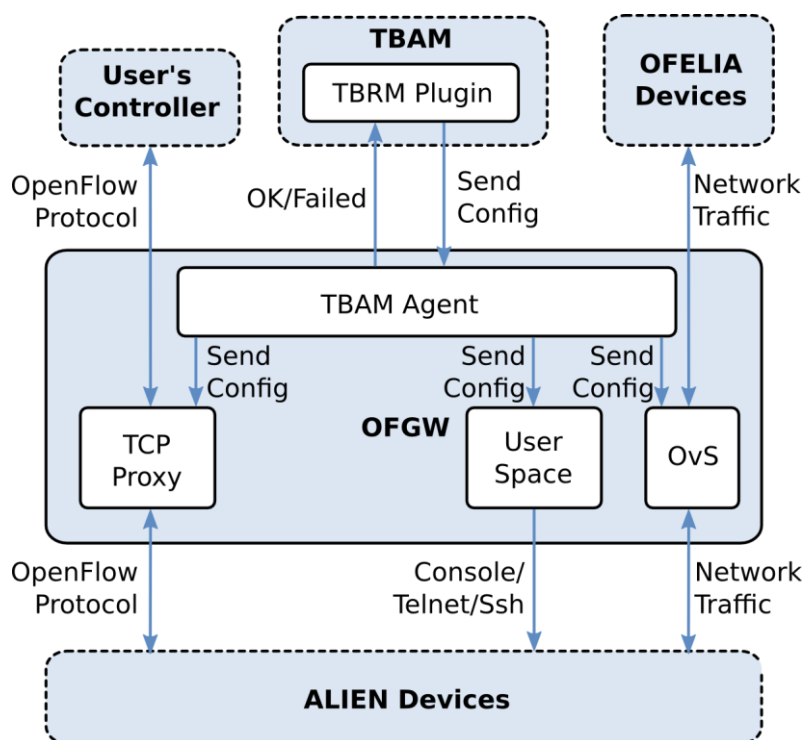 TBAM
User's
Controller
TBRM Plugin
OFELIA
Devices
OpenFlow
Protocol
OK/Failed
Send
Config
Network
Traffic
TBAM Agent
Send
Config
Send
Config
Send
Config
TCP
Proxy
OFGW
User
Space
OvS
OpenFlow
Protocol
Console/
Telnet/Ssh
Network
Traffic
ALIEN Devices